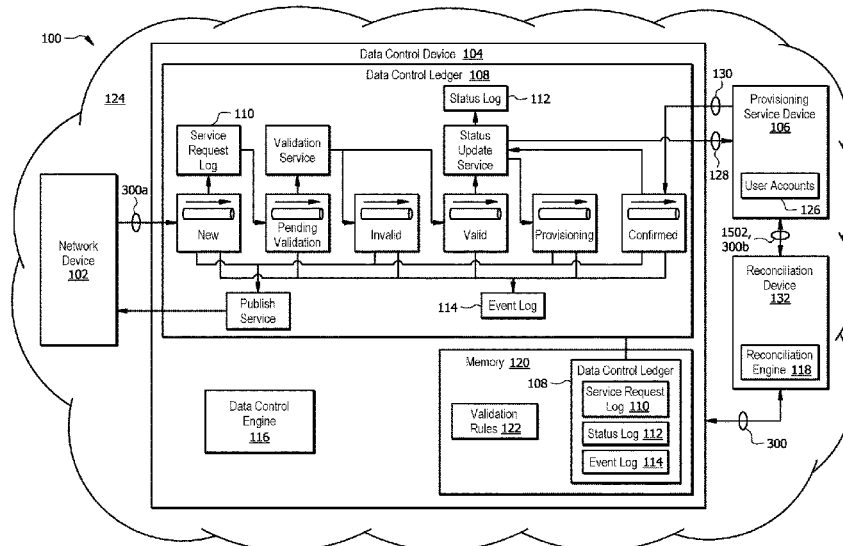 100
124
Data Control Device 104
Data Control Ledger 108
Status Log
112
110
Service
Request
Log
Validation
Service
Status
Update
Service
130
128
Provisioning
Service Device
106
User Accounts
126
300a
New
Pending
Validation
Invalid
Valid
Provisioning
Confirmed
Network
Device
102
1502,
300b
Publish
Service
114
Event Log
Reconciliation
Device
132
Reconciliation
Engine 118
Memory 120
108
Data Control Ledger
Service Request
Log 110
Status Log 112
Event Log 114
Validation
Rules 122
Data Control
Engine
116
300